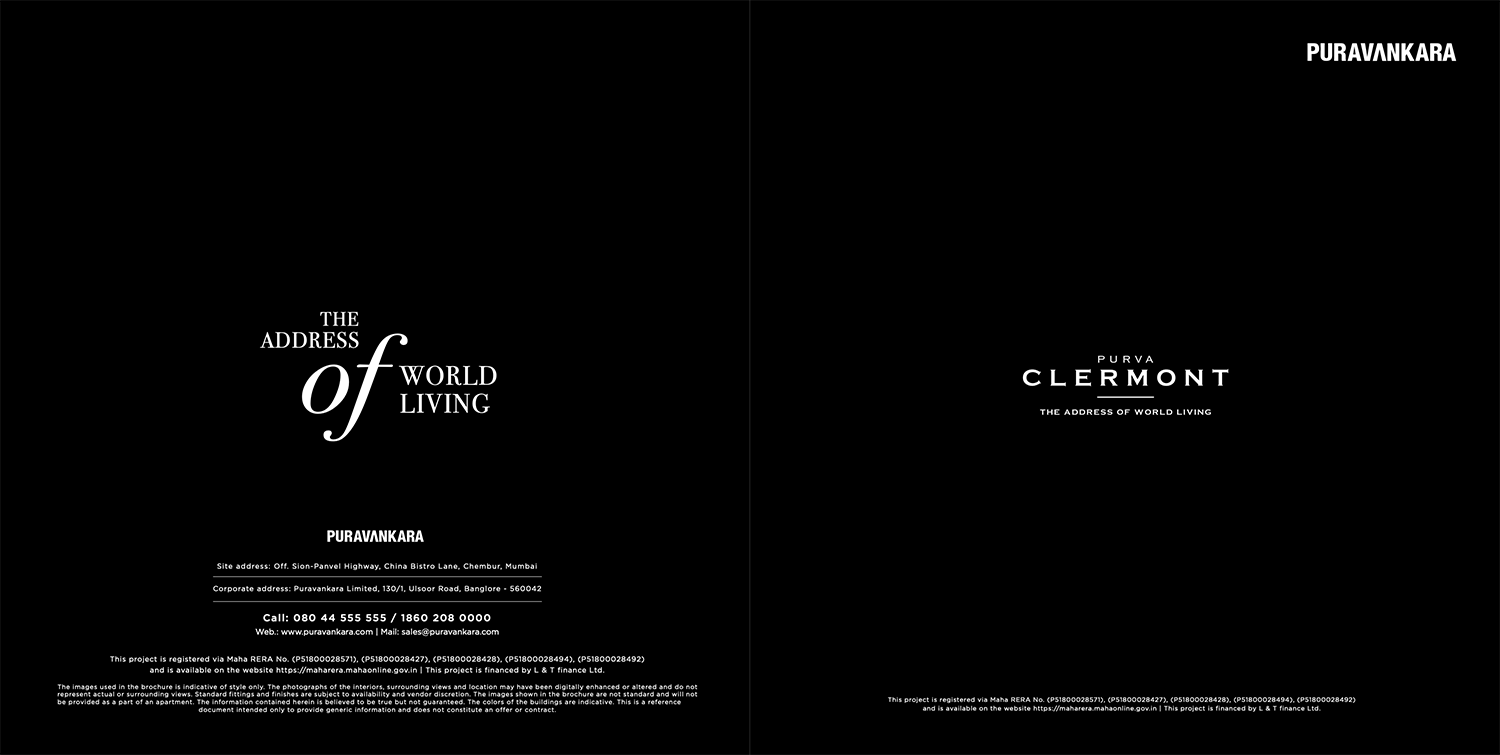 THE
ADDRESS
of WORLD
LIVING
PURAVANKARA
Site address: Off. Sion-Panvel Highway, China Bistro Lane, Chembur, Mumbai
Corporate address: Puravankara Limited, 130/1, Ulsoor Road, Banglore - 560042
Call: 080 44 555 555 / 1860 208 0000
Web.: www.puravankara.com | Mail: sales@puravankara.com
This project is registered via Maha RERA No. (P51800028571), (P51800028427), (P51800028428), (P51800028494), (P51800028492)
and is available on the website https://maharera.mahaonline.gov.in | This project is financed by L & T finance Ltd.
The images used in the brochure is indicative of style only. The photographs of the interiors, surrounding views and location may have been digitally enhanced or altered and do not
represent actual or surrounding views. Standard fittings and finishes are subject to availability and vendor discretion. The images shown in the brochure are not standard and will not
be provided as a part of an apartment. The information contained herein is believed to be true but not guaranteed. The colors of the buildings are indicative. This is a reference
document intended only to provide generic information and does not constitute an offer or contract.
PURAVANKARA
PURVA
CLERMONT
THE ADDRESS OF WORLD LIVING
This project is registered via Maha RERA No. (P51800028571), (P51800028427), (P51800028428), (P51800028494), (P51800028492)
and is available on the website https://maharera.mahaonline.gov.in | This project is financed by L & T finance Ltd.